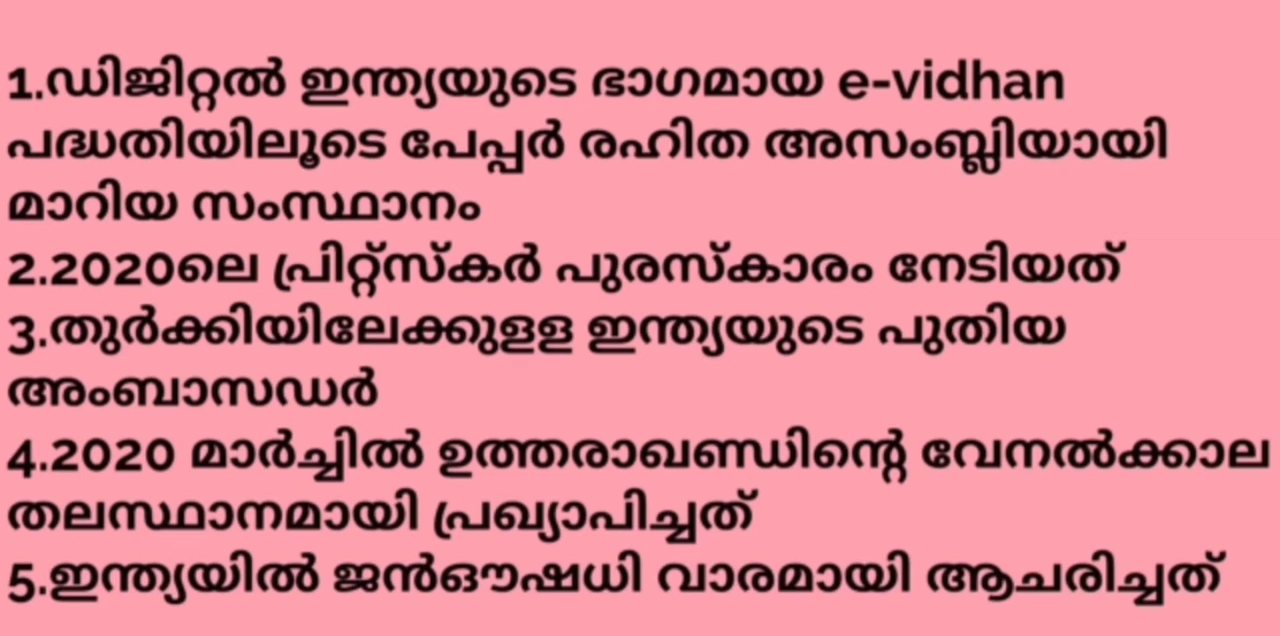 1.ഡിജിറ്റൽ ഇന്ത്യയുടെ ഭാഗമായ e-vidhan
പദ്ധതിയിലൂടെ പേപ്പർ രഹിത അസംബ്ലിയായി
മാറിയ സംസ്ഥാനം
2.2020ലെ പ്രിറ്റ്സ്കർ പുരസ്കാരം നേടിയത്
3.തുർക്കിയിലേക്കുളള ഇന്ത്യയുടെ പുതിയ
അംബാസഡർ
4.2020 മാർച്ചിൽ ഉത്തരാഖണ്ഡിന്റെ വേനൽക്കാല
തലസ്ഥാനമായി പ്രഖ്യാപിച്ചത്
5.ഇന്ത്യയിൽ ജൻഔഷധി വാരമായി ആചരിച്ചത്